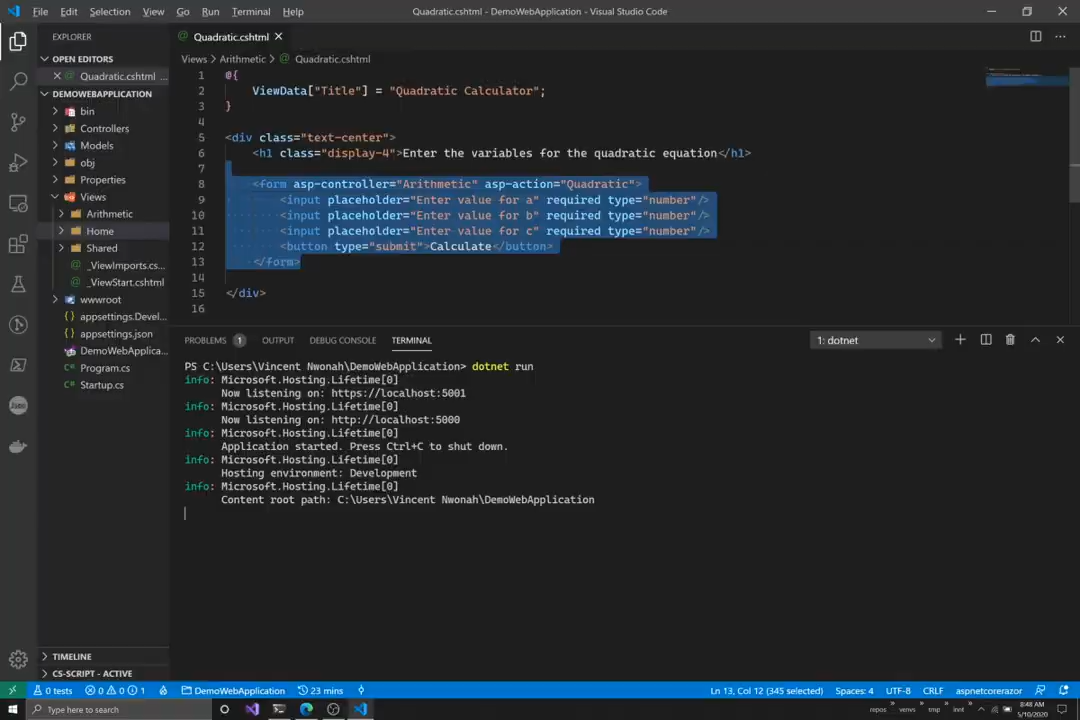 File Edit Selection View Go Run Terminal Help
Quadratic.cshtml - DemoWebApplication - Visual Studio Code
EXPLORER
OPEN EDITORS
Quadratic.cshtml ...
DEMOWEBAPPLICATION
bin
Controllers
Models
obj
Properties
Views
Arithmetic
Home
Shared
_ViewImports.cs...
_ViewStart.cshtml
wwwroot
appsettings.Devel...
appsettings.json
DemoWebApplica...
Program.cs
Startup.cs
TIMELINE
CS-SCRIPT - ACTIVE
Quadratic.cshtml
Views > Arithmetic > Quadratic.cshtml
1 @{
2 ViewData["Title"] = "Quadratic Calculator";
3 }
4
5 <div class="text-center">
6 <h1 class="display-4">Enter the variables for the quadratic equation</h1>
7
8 <form asp-controller="Arithmetic" asp-action="Quadratic">
9 <input placeholder="Enter value for a" required type="number"/>
10 <input placeholder="Enter value for b" required type="number"/>
11 <input placeholder="Enter value for c" required type="number"/>
12 <button type="submit">Calculate</button>
13 </form>
14
15 </div>
16
PROBLEMS 1 OUTPUT DEBUG CONSOLE TERMINAL
1: dotnet
PS C:\Users\Vincent Nwonah\DemoWebApplication> dotnet run
info: Microsoft.Hosting.Lifetime[0]
Now listening on: https://localhost:5001
info: Microsoft.Hosting.Lifetime[0]
Now listening on: http://localhost:5000
info: Microsoft.Hosting.Lifetime[0]
Application started. Press Ctrl+C to shut down.
info: Microsoft.Hosting.Lifetime[0]
Hosting environment: Development
info: Microsoft.Hosting.Lifetime[0]
Content root path: C:\Users\Vincent Nwonah\DemoWebApplication
0 tests 0 0 1 DemoWebApplication 23 mins
Ln 13, Col 12 (345 selected) Spaces: 4 UTF-8 CRLF aspnetcorerazor
Type here to search
repos » venvs » tmp » innt »
8:48 AM
5/10/2020